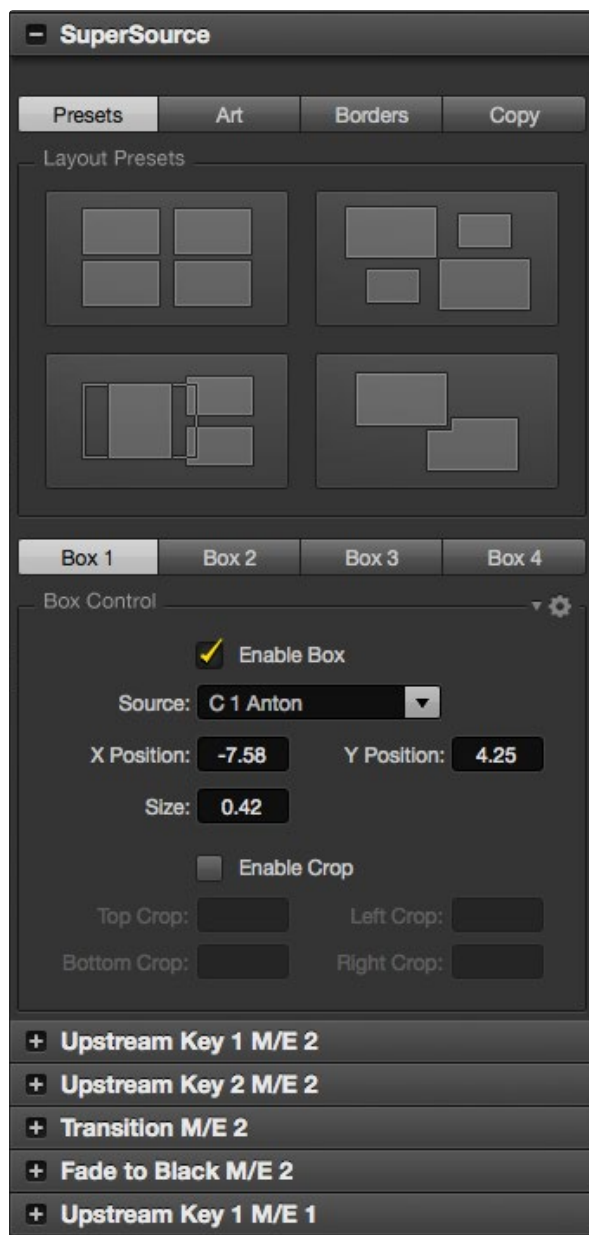 SuperSource
Presets Art Borders Copy
Layout Presets
Box 1 Box 2 Box 3 Box 4
Box Control
Enable Box
Source: C 1 Anton
X Position: -7.58 Y Position: 4.25
Size: 0.42
Enable Crop
Top Crop: Left Crop:
Bottom Crop: Right Crop:
Upstream Key 1 M/E 2
Upstream Key 2 M/E 2
Transition M/E 2
Fade to Black M/E 2
Upstream Key 1 M/E 1